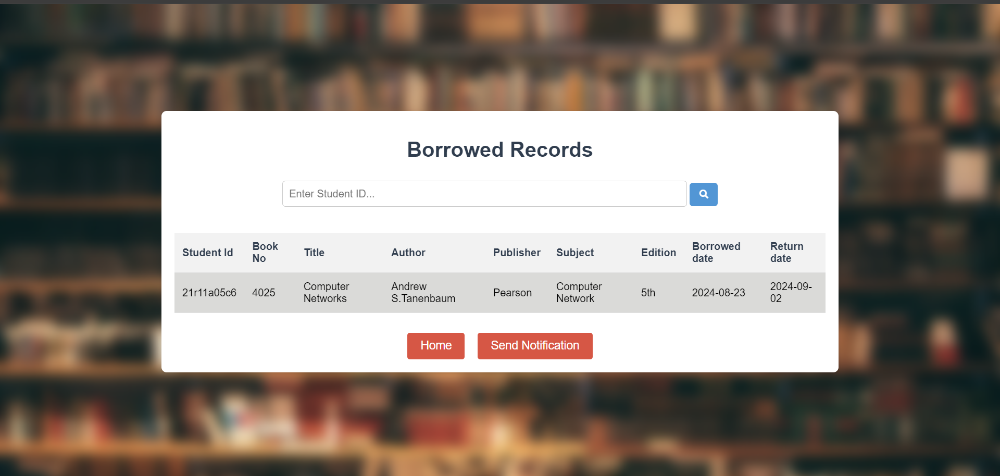 Borrowed Records
Enter Student ID...
Student Id Book No Title Author Publisher Subject Edition Borrowed date Return date
21r11a05c6 4025 Computer Networks Andrew S.Tanenbaum Pearson Computer Network 5th 2024-08-23 2024-09-02
Home Send Notification